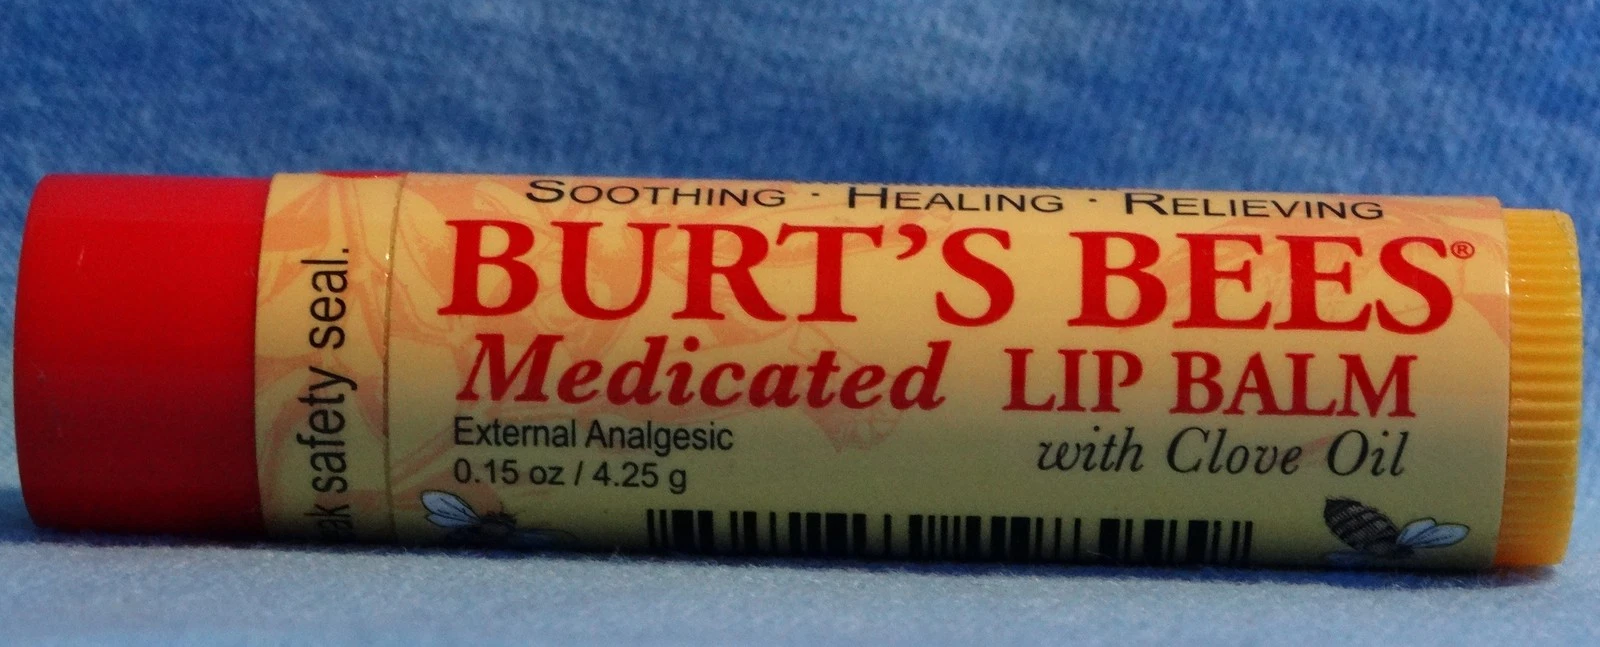 SOOTHING · HEALING · RELIEVING
BURT'S BEES®
Medicated LIP BALM
with Clove Oil
External Analgesic
0.15 oz / 4.25 g
safety seal.